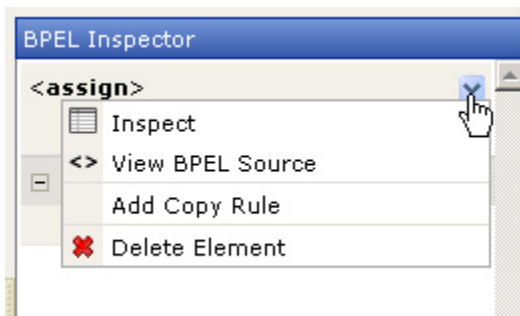 BPEL Inspector
<assign>
Inspect
<> View BPEL Source
Add Copy Rule
Delete Element